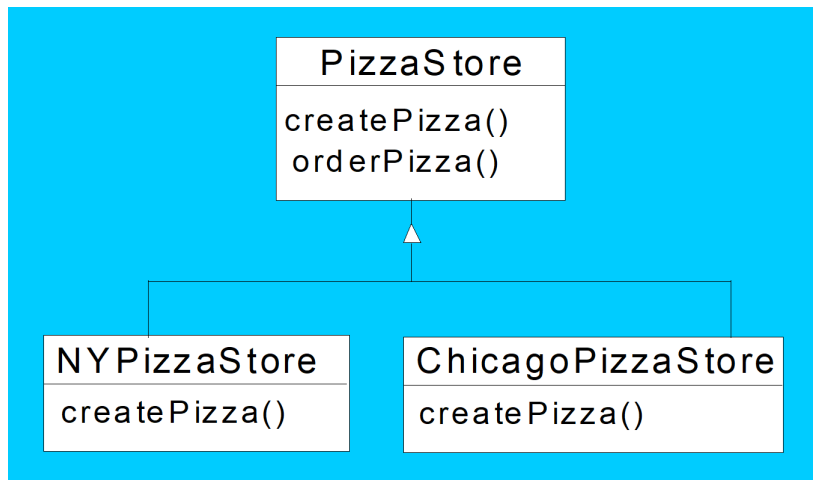 PizzaStore
createPizza()
orderPizza()
NYPizzaStore
createPizza()
ChicagoPizzaStore
createPizza()